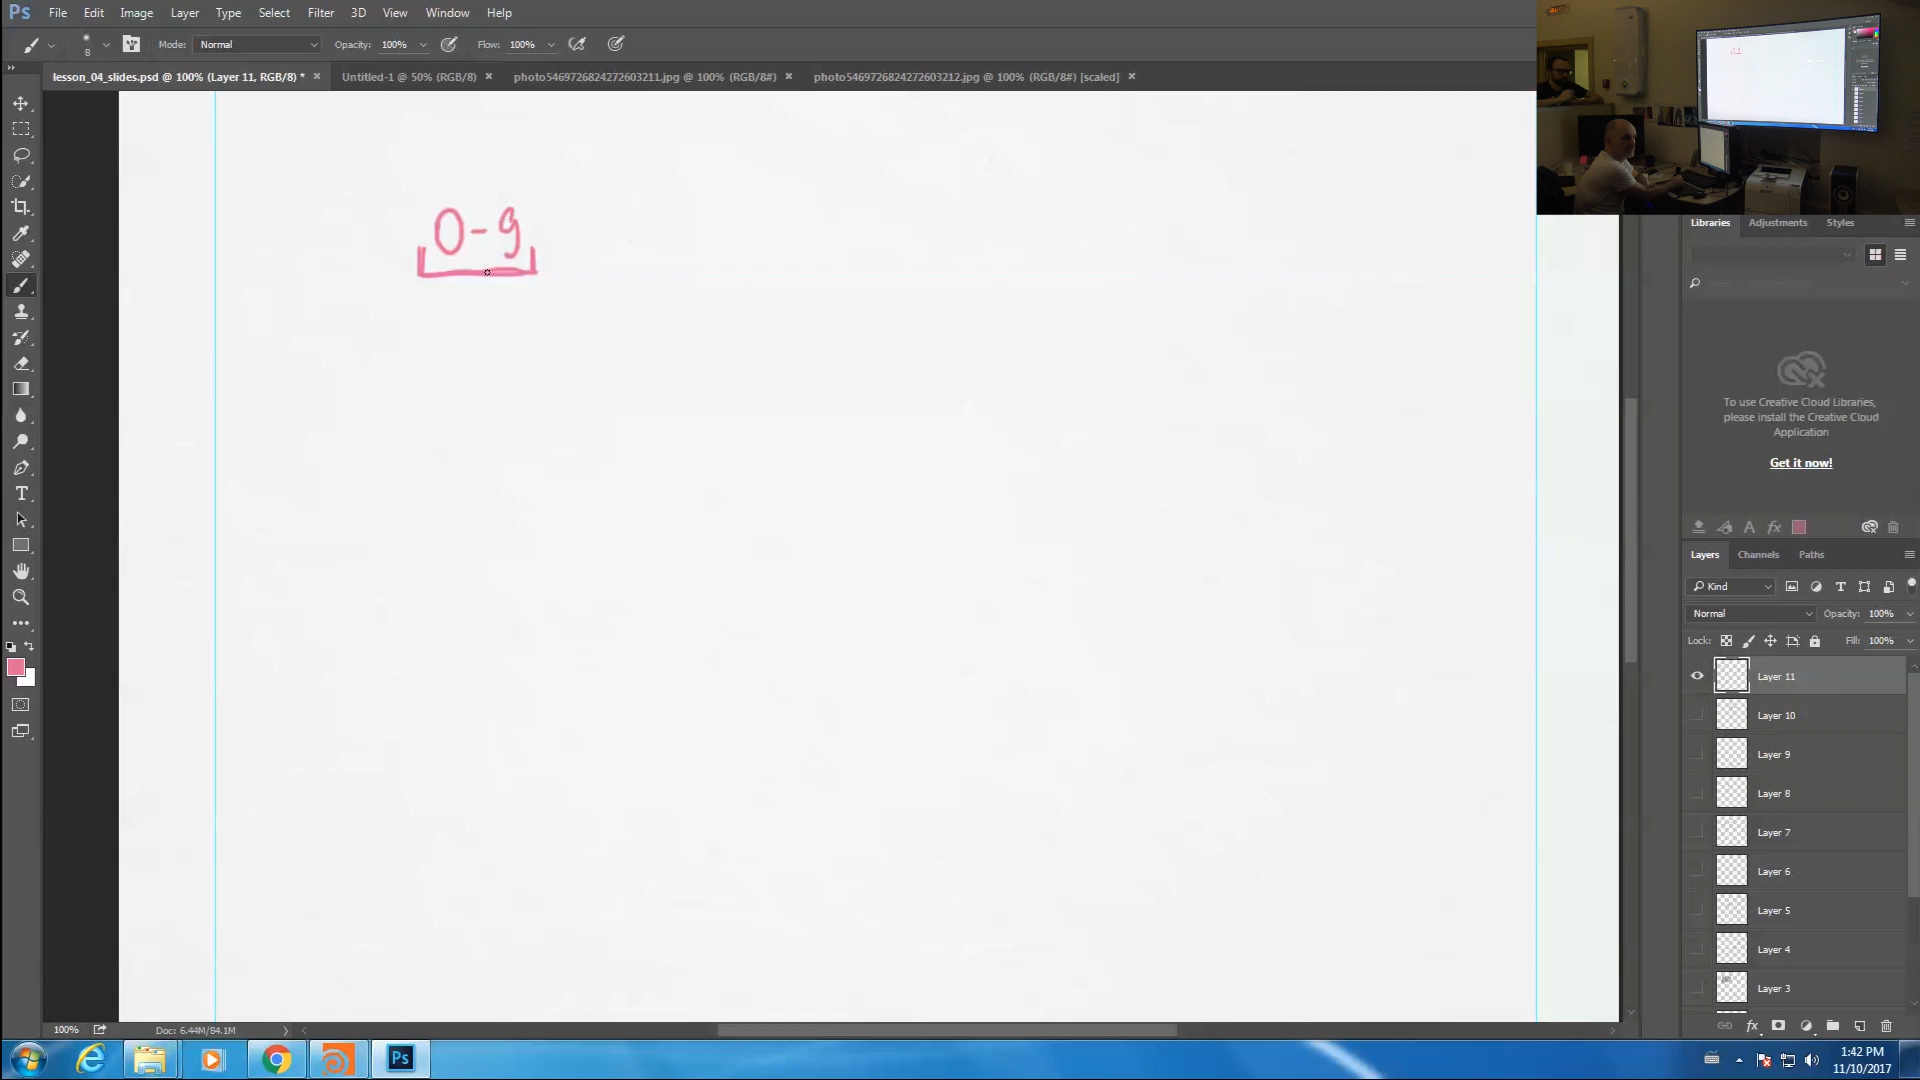 Ps File Edit Image Layer Type Select Filter 3D View Window Help
8 Mode: Normal Opacity: 100% Flow: 100%
lesson_04_slides.psd @ 100% (Layer 11, RGB/8) * × Untitled-1 @ 50% (RGB/8) × photo5469726824272603211.jpg @ 100% (RGB/8#) × photo5469726824272603212.jpg @ 100% (RGB/8#) [scaled] ×
0-9
Libraries Adjustments Styles
To use Creative Cloud Libraries,
please install the Creative Cloud
Application
Get it now!
Layers Channels Paths
Kind
Normal Opacity: 100%
Lock: Fill: 100%
Layer 11
Layer 10
Layer 9
Layer 8
Layer 7
Layer 6
Layer 5
Layer 4
Layer 3
100% Doc: 6.44M/84.1M
Ps
1:42 PM
11/10/2017